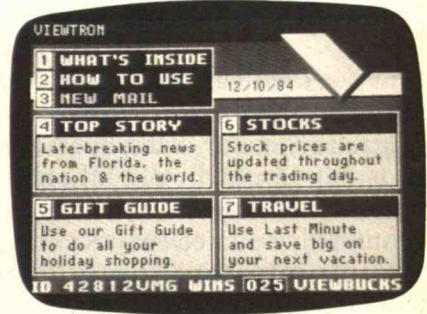 VIEWTRON
1 WHAT'S INSIDE
2 HOW TO USE
3 NEW MAIL
12/10/84
4 TOP STORY
Late-breaking news
from Florida, the
nation & the world.
6 STOCKS
Stock prices are
updated throughout
the trading day.
5 GIFT GUIDE
Use our Gift Guide
to do all your
holiday shopping.
7 TRAVEL
Use Last Minute
and save big on
your next vacation.
ID 42812VMG WINS 025 VIEWBUCKS